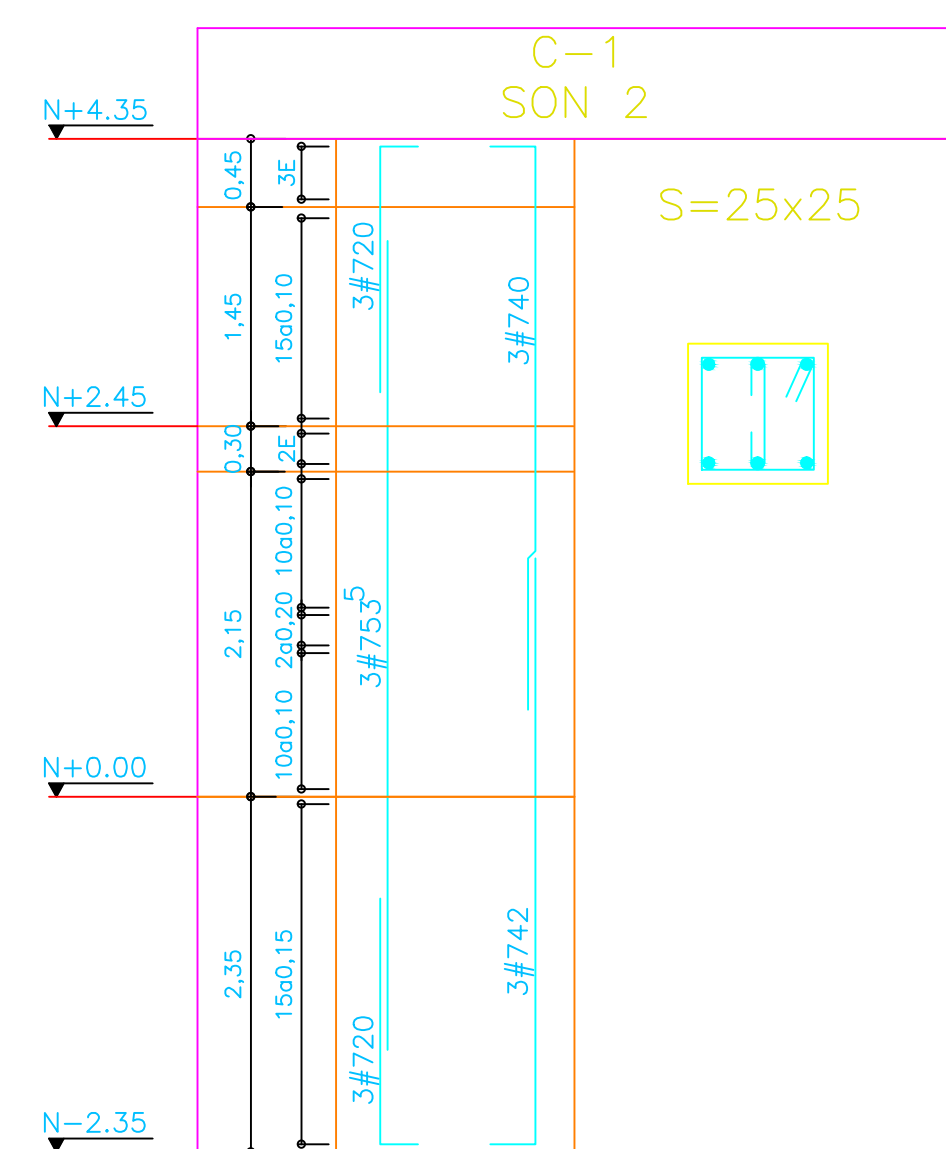 C-1
SON 2
N+4.35
0,45
3E
S=25x25
3#720
1,45
15a0,10
3#740
N+2.45
0,30
2E
10a0,10
2,15
2a0,20
5
3#753
10a0,10
N+0.00
2,35
15a0,15
3#742
3#720
N-2.35